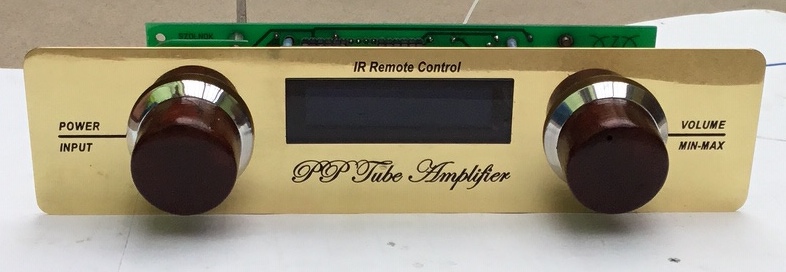 IR Remote Control
POWER
INPUT
VOLUME
MIN-MAX
PP Tube Amplifier